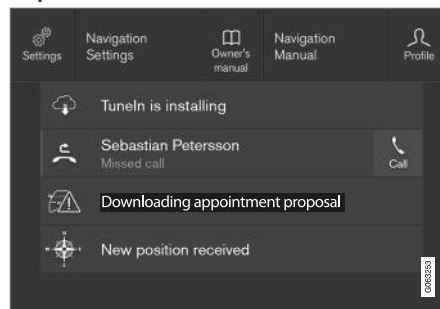 Settings
Navigation
Settings
Owner's
manual
Navigation
Manual
Profile
TuneIn is installing
Sebastian Petersson
Missed call
Call
Downloading appointment proposal
New position received
G063253